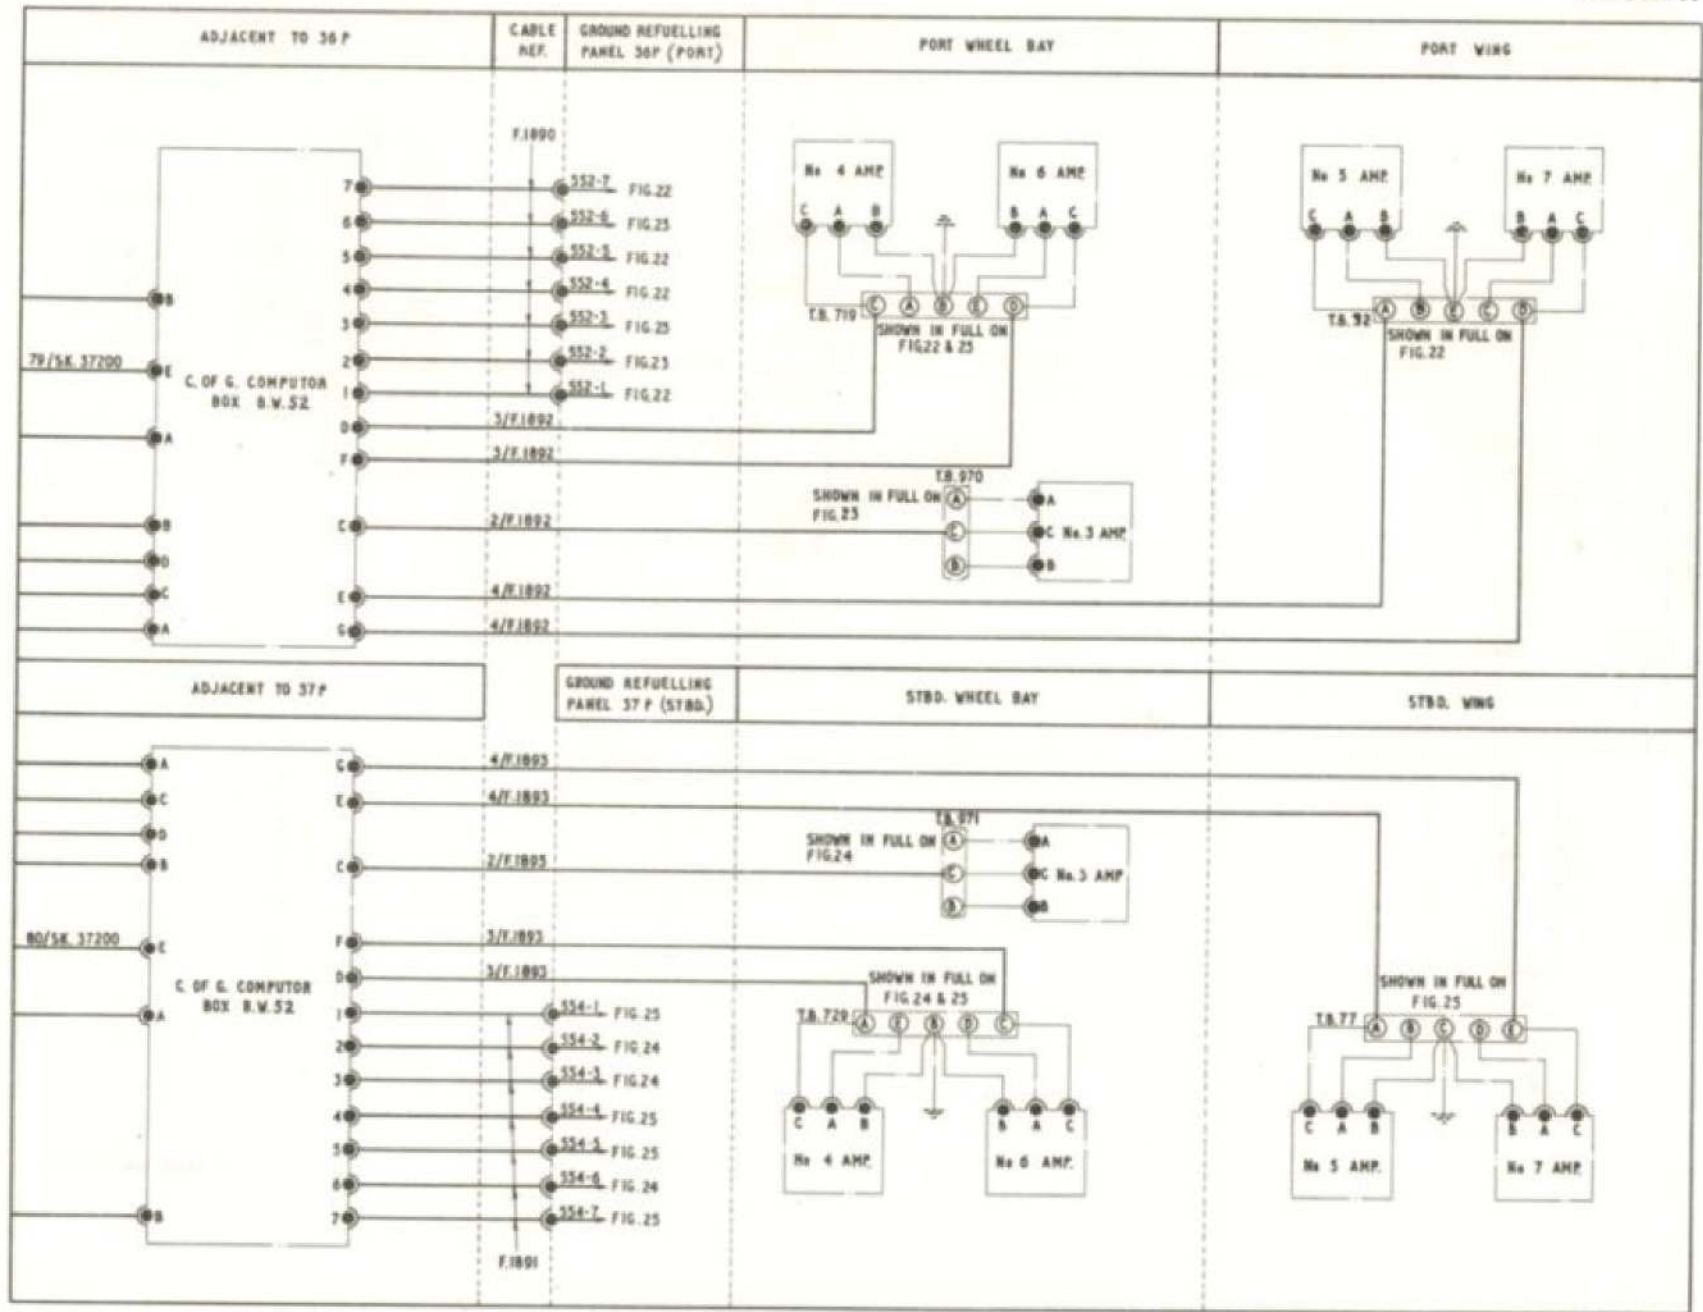 ADJACENT TO 36P
CABLE
REF.
GROUND REFUELLING
PANEL 36P (PORT)
PORT WHEEL BAY
PORT WING
F.1890
7
552-7
FIG.22
6
552-6
FIG.23
5
552-5
FIG.22
4
552-4
FIG.22
3
552-3
FIG.23
2
552-2
FIG.23
1
552-1
FIG.22
B
79/SK. 37200
E
C. OF G. COMPUTOR
BOX B.W.52
A
D
3/F.1892
F
3/F.1892
B
C
2/F.1892
D
C
E
4/F.1892
A
G
4/F.1892
No 4 AMP.
C A B
No 6 AMP.
B A C
T.B. 719
C A B E D
SHOWN IN FULL ON
FIG.22 & 23
No 5 AMP.
C A B
No 7 AMP.
B A C
T.B. 32
A B E C D
SHOWN IN FULL ON
FIG.22
T.B. 970
SHOWN IN FULL ON
FIG.23
A
A
C
C No.3 AMP.
B
B
ADJACENT TO 37P
GROUND REFUELLING
PANEL 37P (STBD.)
STBD. WHEEL BAY
STBD. WING
A
G
4/F.1893
C
E
4/F.1893
D
B
C
2/F.1893
T.B. 971
SHOWN IN FULL ON
FIG.24
A
A
C
C No.3 AMP.
B
B
80/SK. 37200
E
F
3/F.1893
D
3/F.1893
C. OF G. COMPUTOR
BOX B.W.52
A
1
554-1
FIG.25
2
554-2
FIG.24
3
554-3
FIG.24
4
554-4
FIG.25
5
554-5
FIG.25
6
554-6
FIG.24
B
7
554-7
FIG.25
F.1891
SHOWN IN FULL ON
FIG.24 & 25
T.B. 720
A E B D C
C A B
No 4 AMP.
B A C
No 6 AMP.
SHOWN IN FULL ON
FIG.25
T.B. 77
A B C D E
C A B
No 5 AMP.
B A C
No 7 AMP.